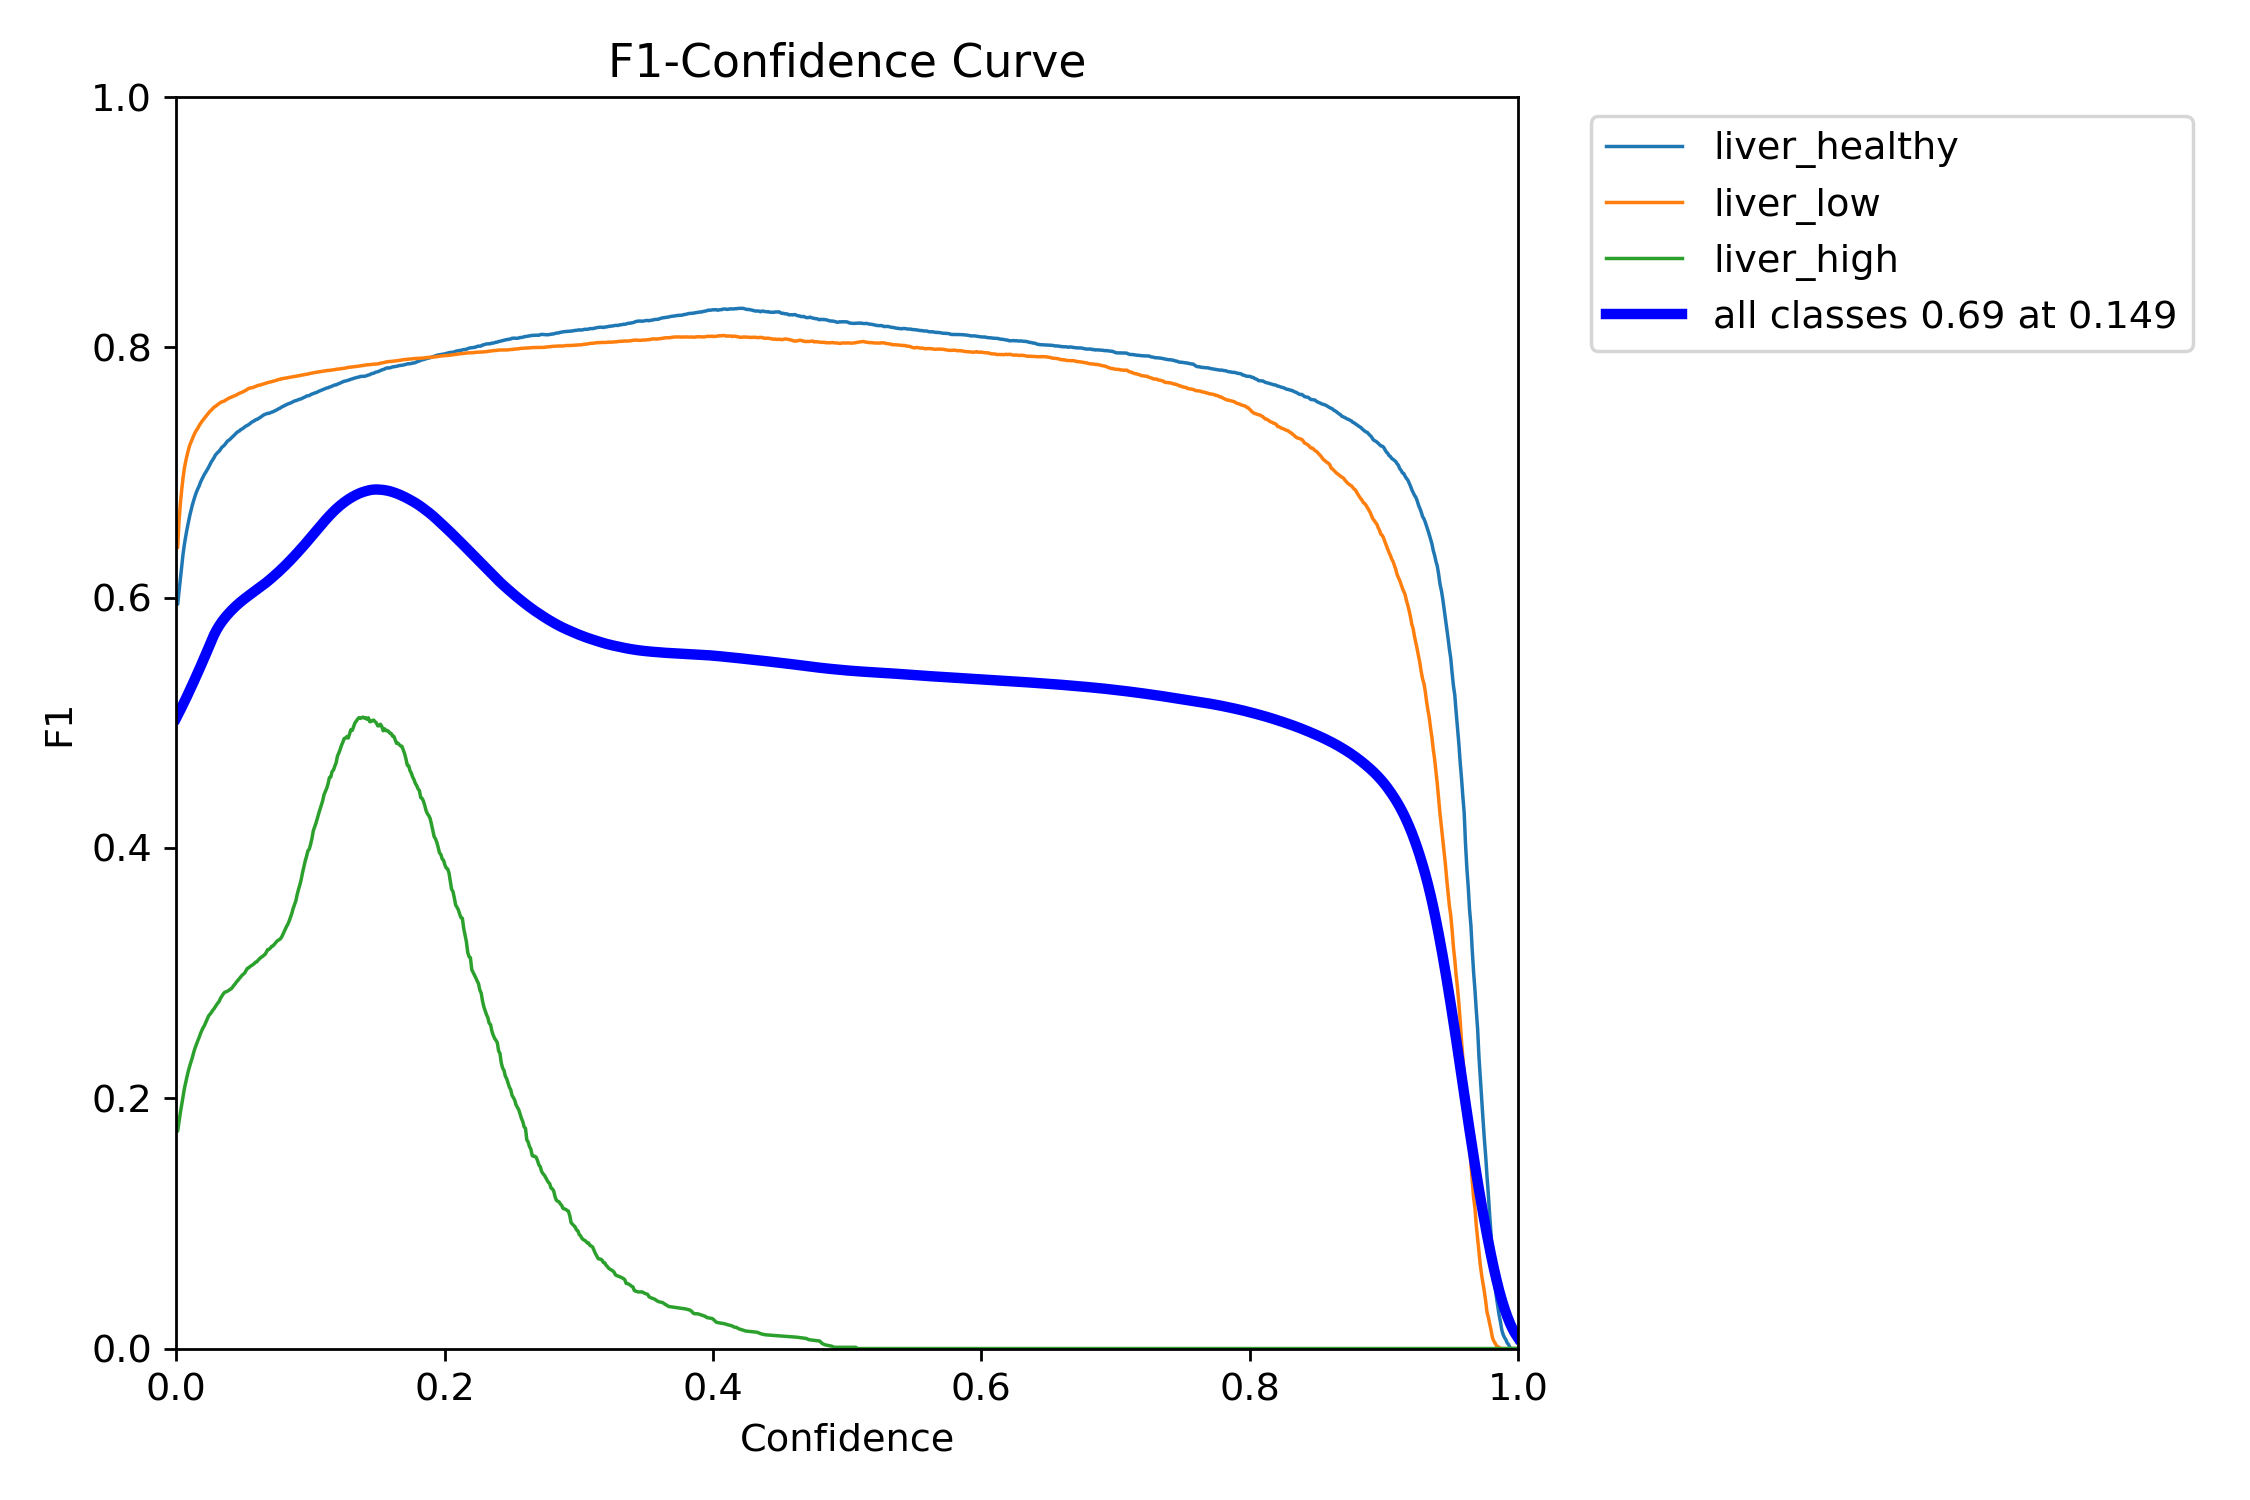 F1-Confidence Curve
1.0
0.8
0.6
0.4
0.2
0.0
F1
0.0 0.2 0.4 0.6 0.8 1.0
Confidence
liver_healthy
liver_low
liver_high
all classes 0.69 at 0.149